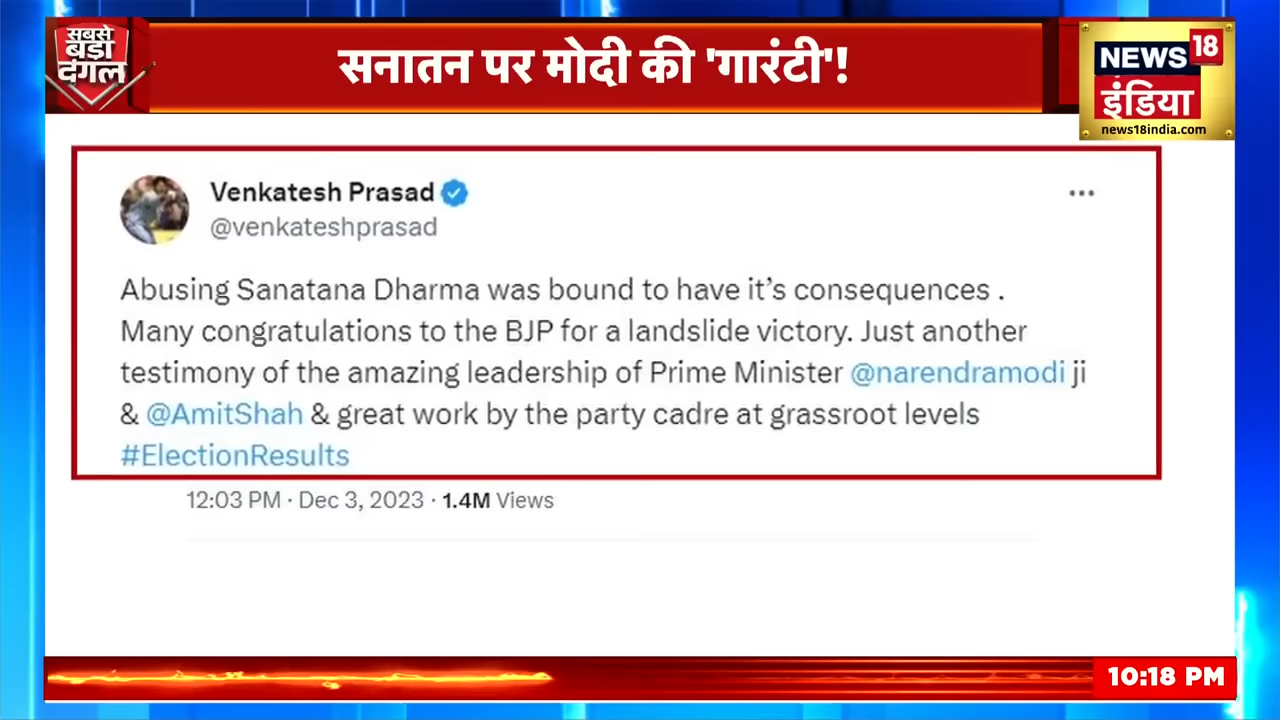 सबसे
बड़ा
दंगल
सनातन पर मोदी की 'गारंटी'!
NEWS 18
इंडिया
news18india.com
Venkatesh Prasad
@venkateshprasad
Abusing Sanatana Dharma was bound to have it’s consequences .
Many congratulations to the BJP for a landslide victory. Just another
testimony of the amazing leadership of Prime Minister @narendramodi ji
& @AmitShah & great work by the party cadre at grassroot levels
#ElectionResults
12:03 PM · Dec 3, 2023 · 1.4M Views
10:18 PM